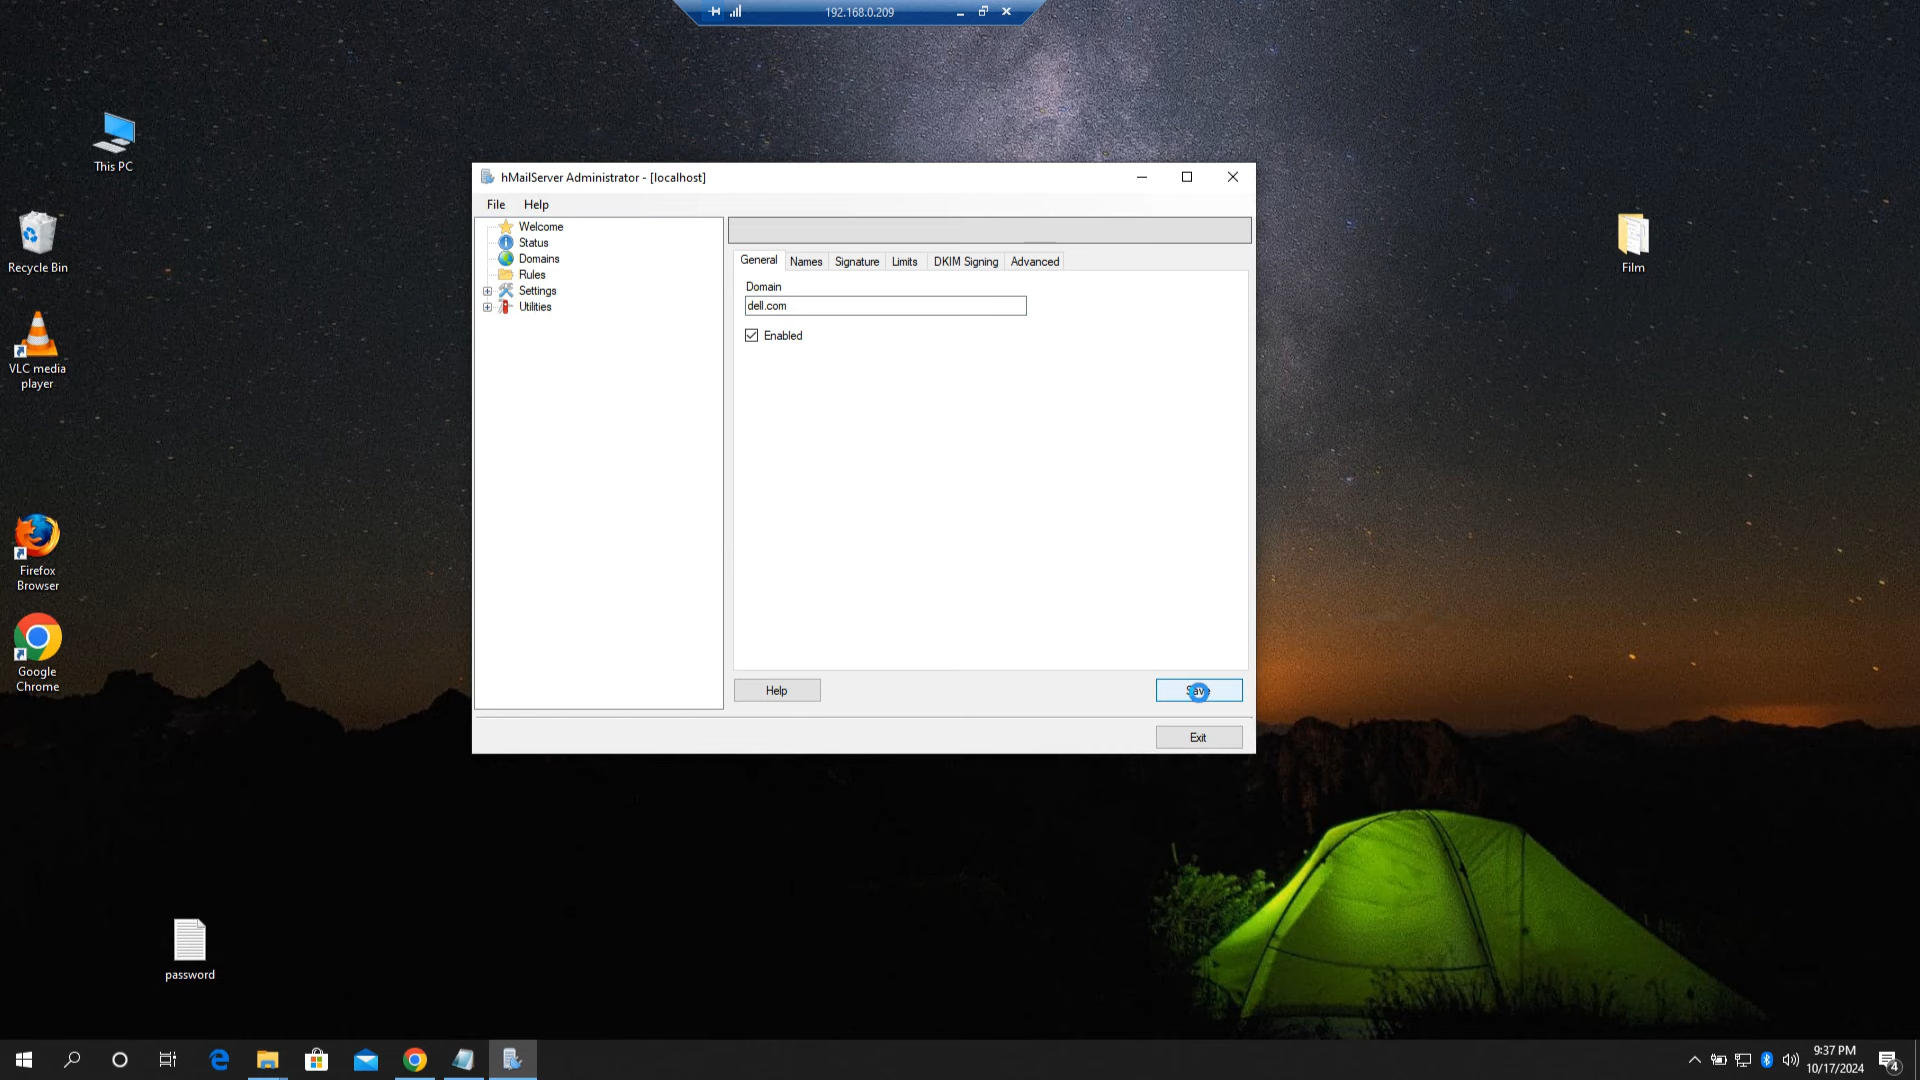 192.168.0.209
This PC
Recycle Bin
VLC media
player
Firefox
Browser
Google
Chrome
password
Film
hMailServer Administrator - [localhost]
File Help
Welcome
Status
Domains
Rules
Settings
Utilities
General Names Signature Limits DKIM Signing Advanced
Domain
dell.com
Enabled
Help
Save
Exit
9:37 PM
10/17/2024
4